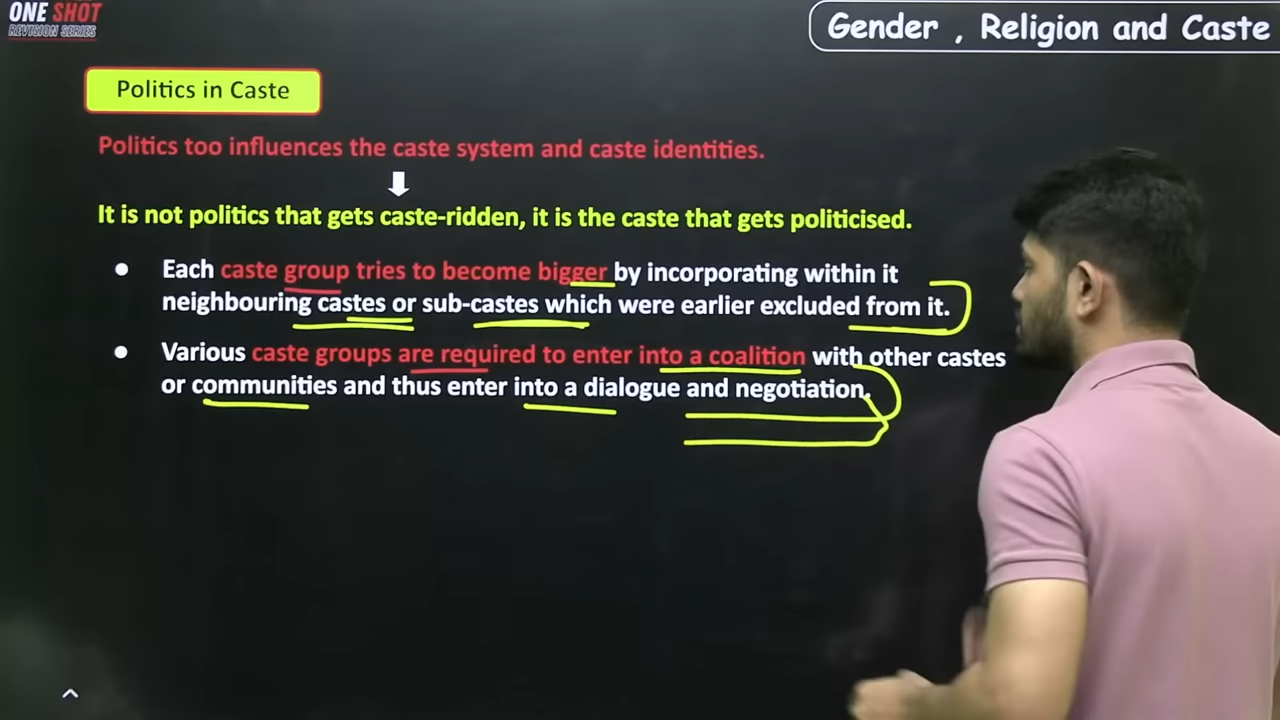 ONE SHOT
REVISION SERIES
Gender , Religion and Caste
Politics in Caste
Politics too influences the caste system and caste identities.
It is not politics that gets caste-ridden, it is the caste that gets politicised.
• Each caste group tries to become bigger by incorporating within it
neighbouring castes or sub-castes which were earlier excluded from it.
• Various caste groups are required to enter into a coalition with other castes
or communities and thus enter into a dialogue and negotiation.